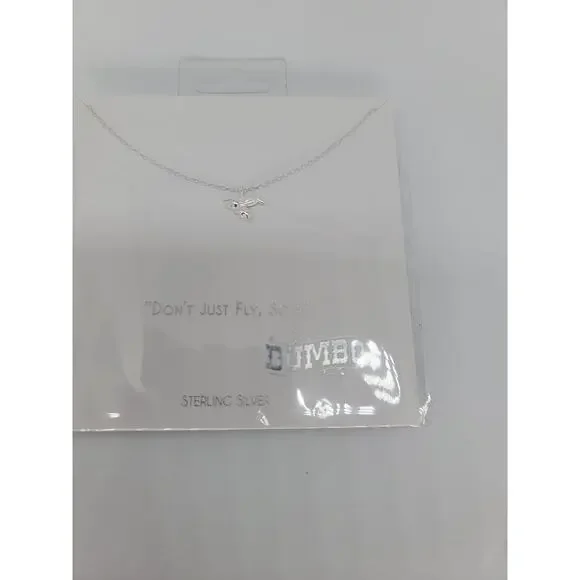 "DON'T JUST FLY,
DUMBO
STERLING SILVER